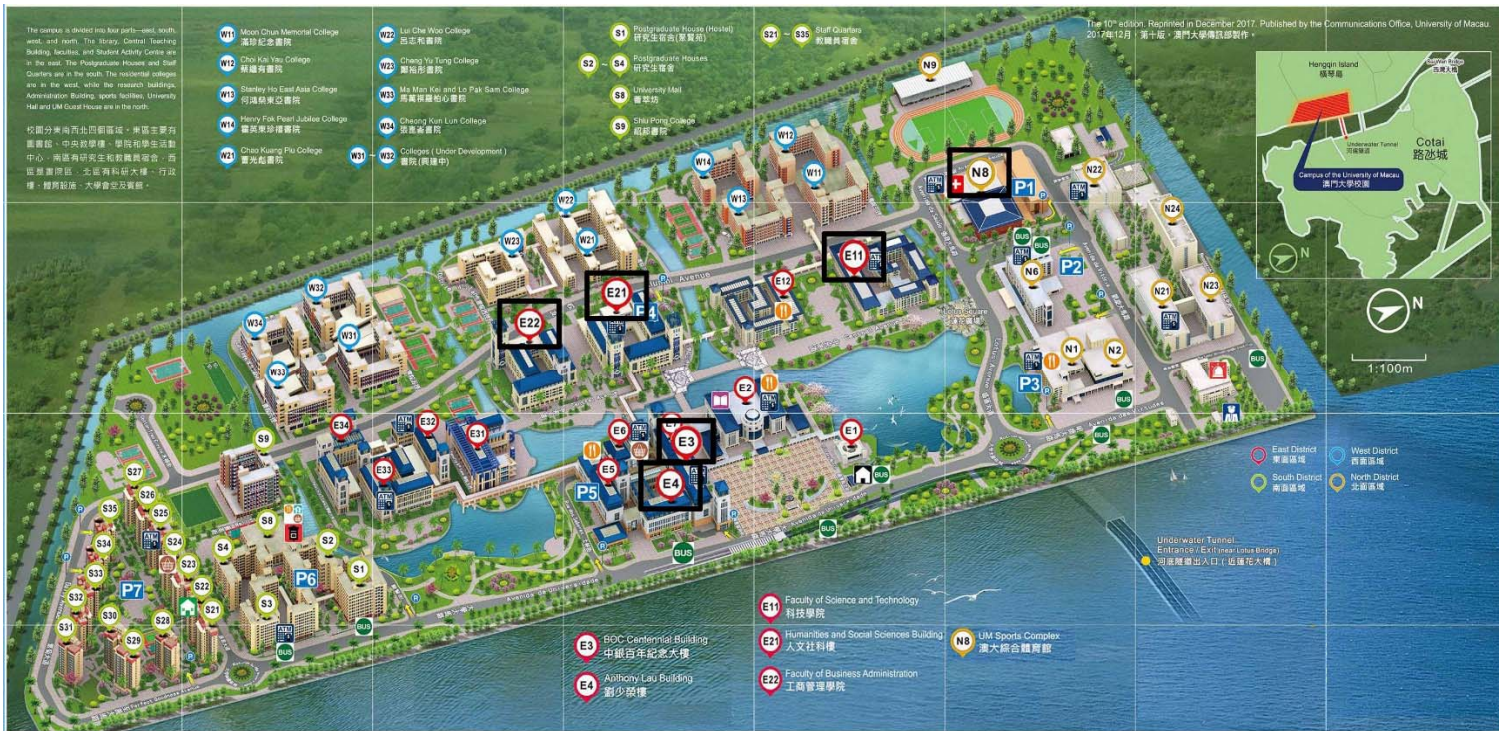 The campus is divided into four parts—east, south,
west, and north. The library, Central Teaching
Building, faculties, and Student Activity Centre are
in the east. The Postgraduate Houses and Staff
Quarters are in the south. The residential colleges
are in the west, while the research buildings,
Administration Building, sports facilities, University
Hall and UM Guest House are in the north.
校園分東南西北四個區域。東區主要有
圖書館、中央教學樓、學院和學生活動
中心，南區有研究生和教職員宿舍，西
區是書院區，北區有科研大樓、行政
樓、體育設施、大學會堂及賓館。
W11 Moon Chun Memorial College
滿珍紀念書院
W12 Choi Kai Yau College
蔡繼有書院
W13 Stanley Ho East Asia College
何鴻燊東亞書院
W14 Henry Fok Pearl Jubilee College
霍英東珍禧書院
W21 Chao Kuang Piu College
曹光彪書院
W22 Lui Che Woo College
呂志和書院
W23 Cheng Yu Tung College
鄭裕彤書院
W33 Ma Man Kei and Lo Pak Sam College
馬萬祺羅柏心書院
W34 Cheong Kun Lun College
張崑崙書院
W31 ~ W32 Colleges ( Under Development )
書院 (興建中)
S1 Postgraduate House (Hostel)
研究生宿舍(聚賢苑)
S2 ~ S4 Postgraduate Houses
研究生宿舍
S8 University Mall
薈萃坊
S9 Shiu Pong College
紹邦書院
S21 ~ S35 Staff Quarters
教職員宿舍
The 10th edition. Reprinted in December 2017. Published by the Communications Office, University of Macau.
2017年12月，第十版，澳門大學傳訊部製作。
Hengqin Island
橫琴島
Sai Van Bridge
西灣大橋
Underwater Tunnel
河底隧道
Cotai
路氹城
Campus of the University of Macau
澳門大學校園
N
N
1:100m
N9
W12
W14
W11
W13
N8
P1
ATM
N22
N24
W22
W23
W21
E11
BUS
BUS
P2
N6
E12
E21
P4
E22
N21
N23
W32
W34
W31
W33
N1
N2
P3
BUS
E2
E34
E32
E31
E6
E3
E1
E33
E5
E4
P5
BUS
BUS
BUS
BUS
S9
S27
S26
S25
S35
S24
S34
S23
S33
S22
S32
S21
S31
S30
S29
S28
P7
S8
S4
S2
S1
S3
P6
BUS
BUS
Avenida da Universidade
East District
東面區域
West District
西面區域
South District
南面區域
North District
北面區域
Underwater Tunnel
Entrance / Exit (near Lotus Bridge)
河底隧道出入口 ( 近蓮花大橋 )
E3 BOC Centennial Building
中銀百年紀念大樓
E4 Anthony Lau Building
劉少榮樓
E11 Faculty of Science and Technology
科技學院
E21 Humanities and Social Sciences Building
人文社科樓
E22 Faculty of Business Administration
工商管理學院
N8 UM Sports Complex
澳大綜合體育館